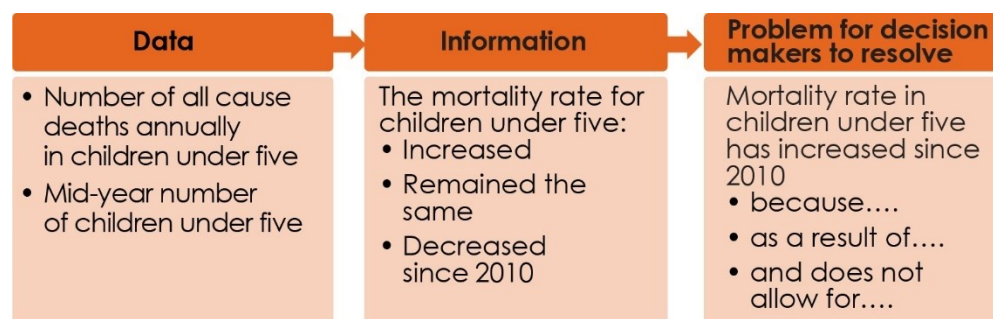 Data
• Number of all cause
deaths annually
in children under five
• Mid-year number
of children under five
Information
The mortality rate for
children under five:
• Increased
• Remained the
same
• Decreased
since 2010
Problem for decision
makers to resolve
Mortality rate in
children under five
has increased since
2010
• because....
• as a result of....
• and does not
allow for....